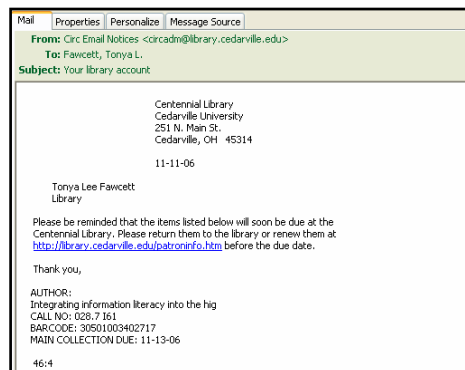 Mail Properties Personalize Message Source
From: Circ Email Notices <circadm@library.cedarville.edu>
To: Fawcett, Tonya L.
Subject: Your library account
Centennial Library
Cedarville University
251 N. Main St.
Cedarville, OH 45314
11-11-06
Tonya Lee Fawcett
Library
Please be reminded that the items listed below will soon be due at the
Centennial Library. Please return them to the library or renew them at
http://library.cedarville.edu/patroninfo.htm before the due date.
Thank you,
AUTHOR:
Integrating information literacy into the hig
CALL NO: 028.7 I61
BARCODE: 30501003402717
MAIN COLLECTION DUE: 11-13-06
46:4